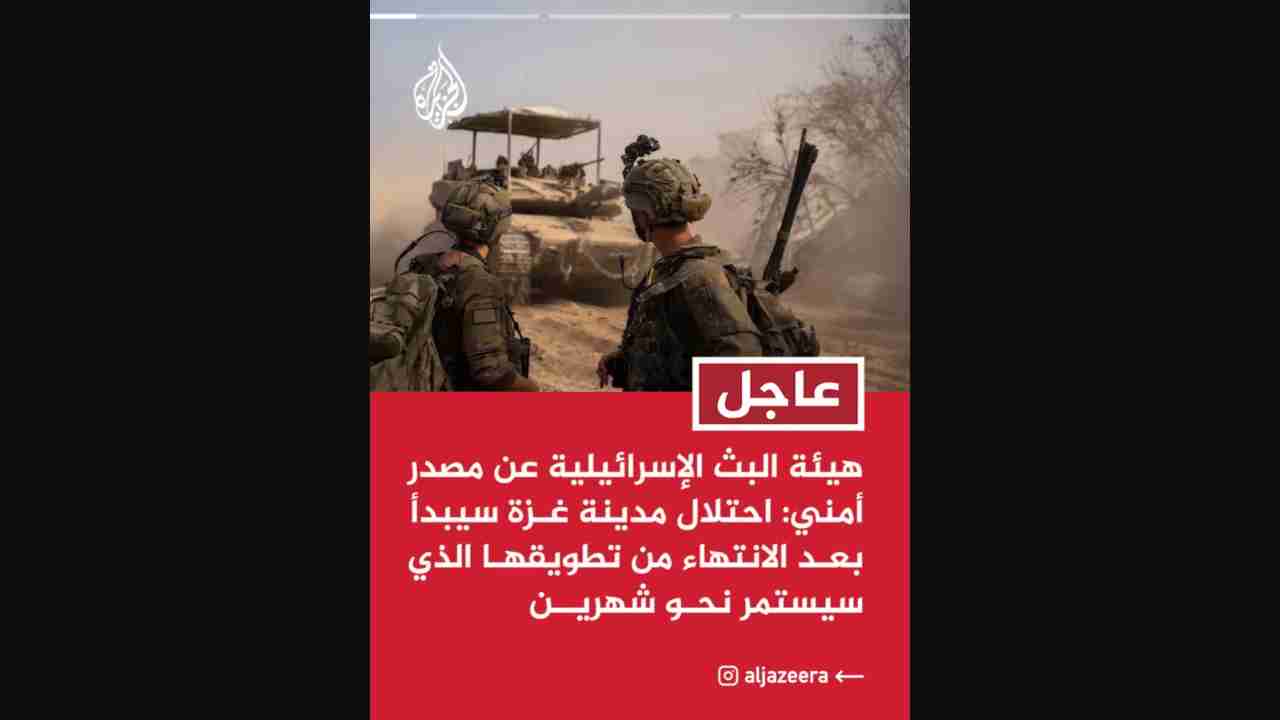 الجزيرة
عاجل
هيئة البث الإسرائيلية عن مصدر
أمني: احتلال مدينة غزة سيبدأ
بعد الانتهاء من تطويقها الذي
سيستمر نحو شهرين
aljazeera